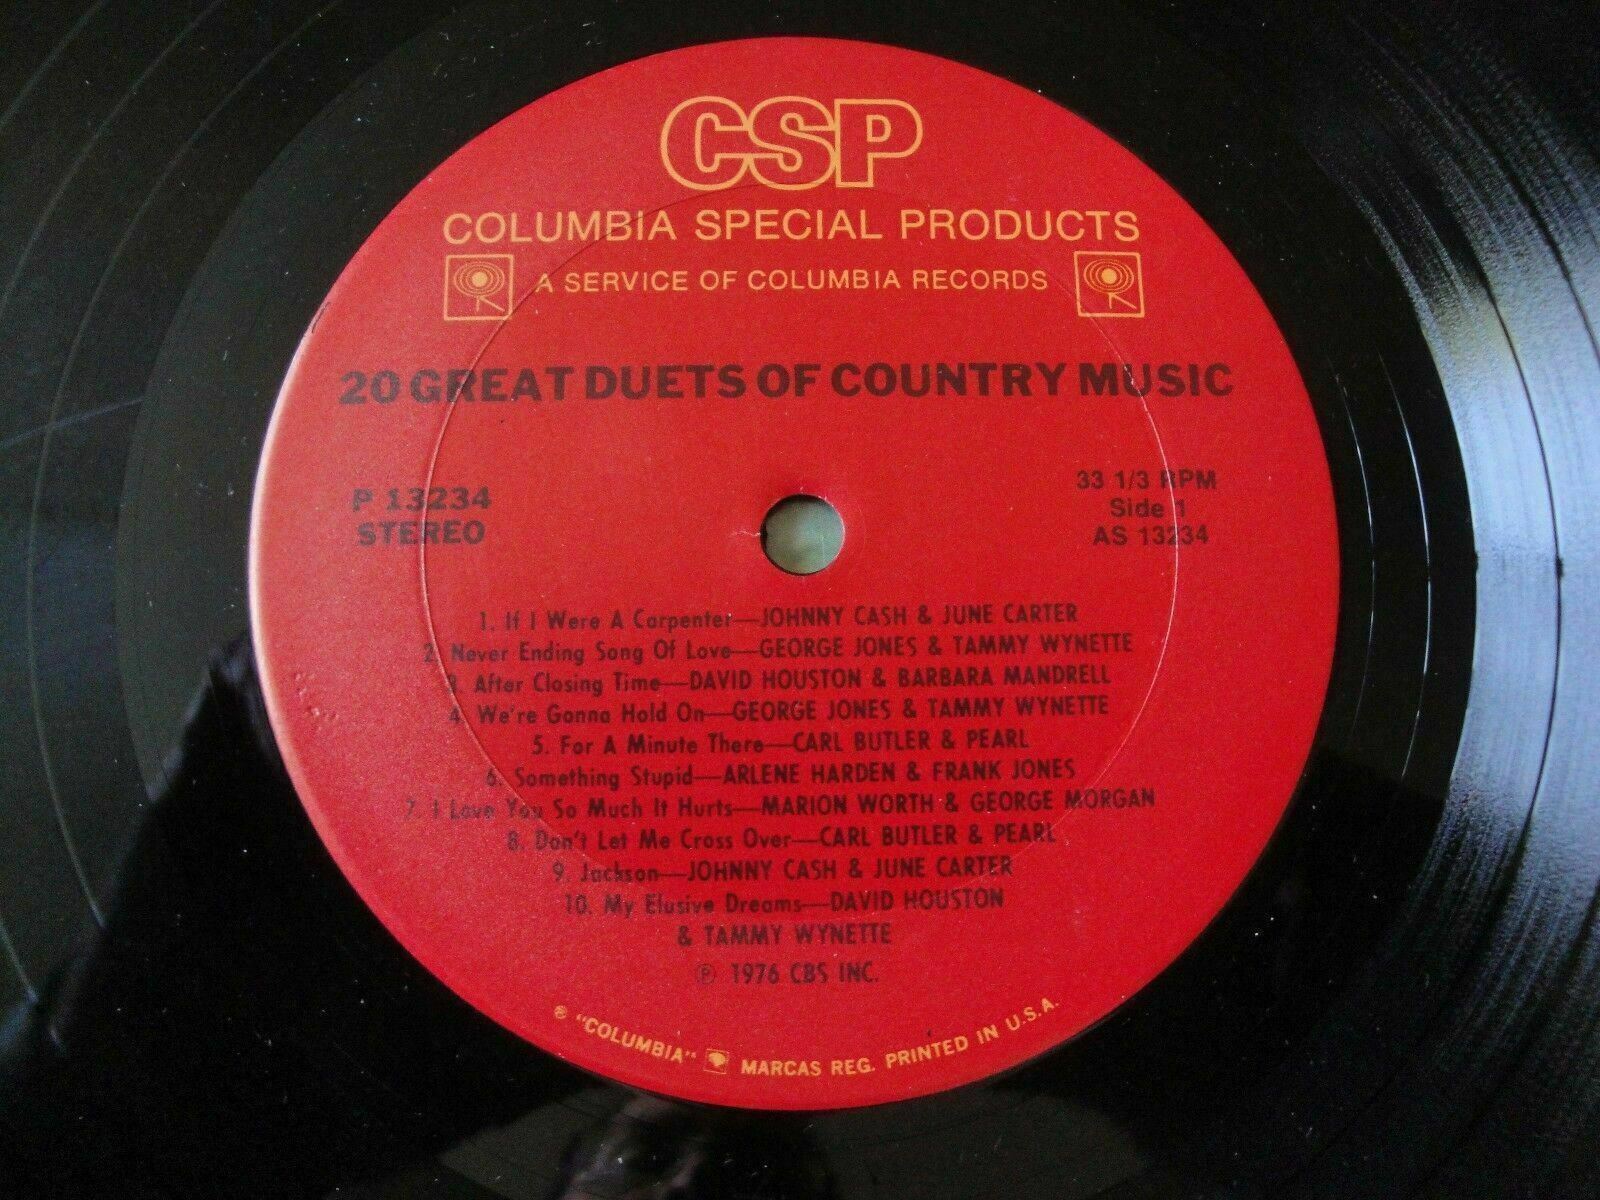 CSP
COLUMBIA SPECIAL PRODUCTS
A SERVICE OF COLUMBIA RECORDS
20 GREAT DUETS OF COUNTRY MUSIC
P 13234
STEREO
33 1/3 RPM
Side 1
AS 13234
1. If I Were A Carpenter—JOHNNY CASH & JUNE CARTER
2. Never Ending Song Of Love—GEORGE JONES & TAMMY WYNETTE
3. After Closing Time—DAVID HOUSTON & BARBARA MANDRELL
4. We're Gonna Hold On—GEORGE JONES & TAMMY WYNETTE
5. For A Minute There—CARL BUTLER & PEARL
6. Something Stupid—ARLENE HARDEN & FRANK JONES
7. I Love You So Much It Hurts—MARION WORTH & GEORGE MORGAN
8. Don't Let Me Cross Over—CARL BUTLER & PEARL
9. Jackson—JOHNNY CASH & JUNE CARTER
10. My Elusive Dreams—DAVID HOUSTON
& TAMMY WYNETTE
℗ 1976 CBS INC.
® "COLUMBIA" MARCAS REG. PRINTED IN U.S.A.